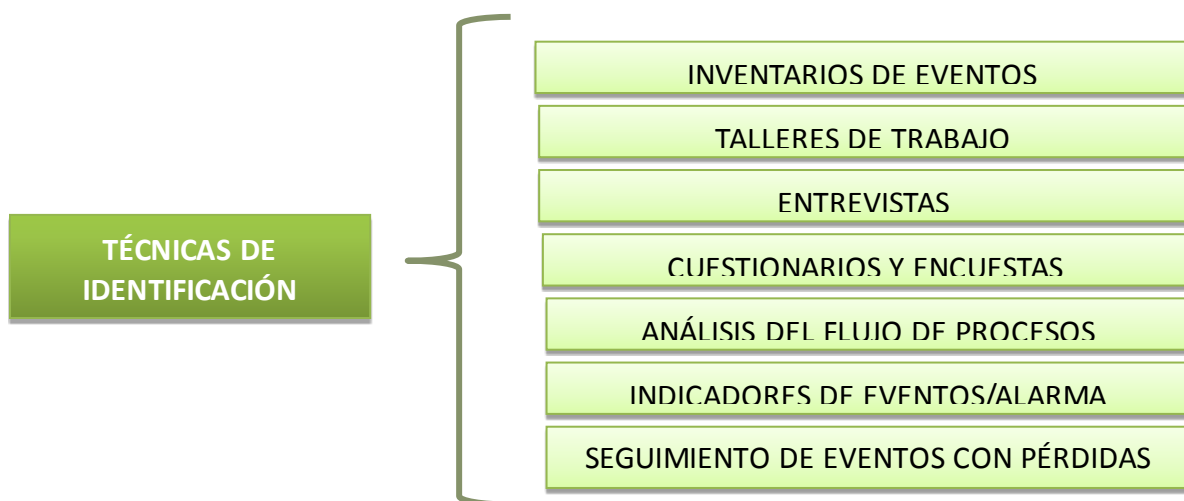 INVENTARIOS DE EVENTOS
TALLERES DE TRABAJO
ENTREVISTAS
TÉCNICAS DE
IDENTIFICACIÓN
CUESTIONARIOS Y ENCUESTAS
ANÁLISIS DEL FLUJO DE PROCESOS
INDICADORES DE EVENTOS/ALARMA
SEGUIMIENTO DE EVENTOS CON PÉRDIDAS